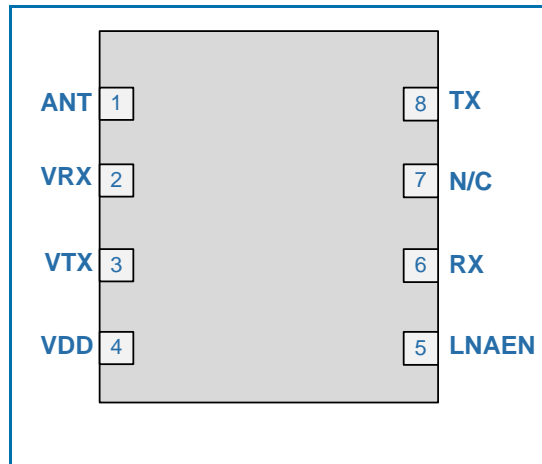 ANT 1 8 TX
VRX 2 7 N/C
VTX 3 6 RX
VDD 4 5 LNAEN